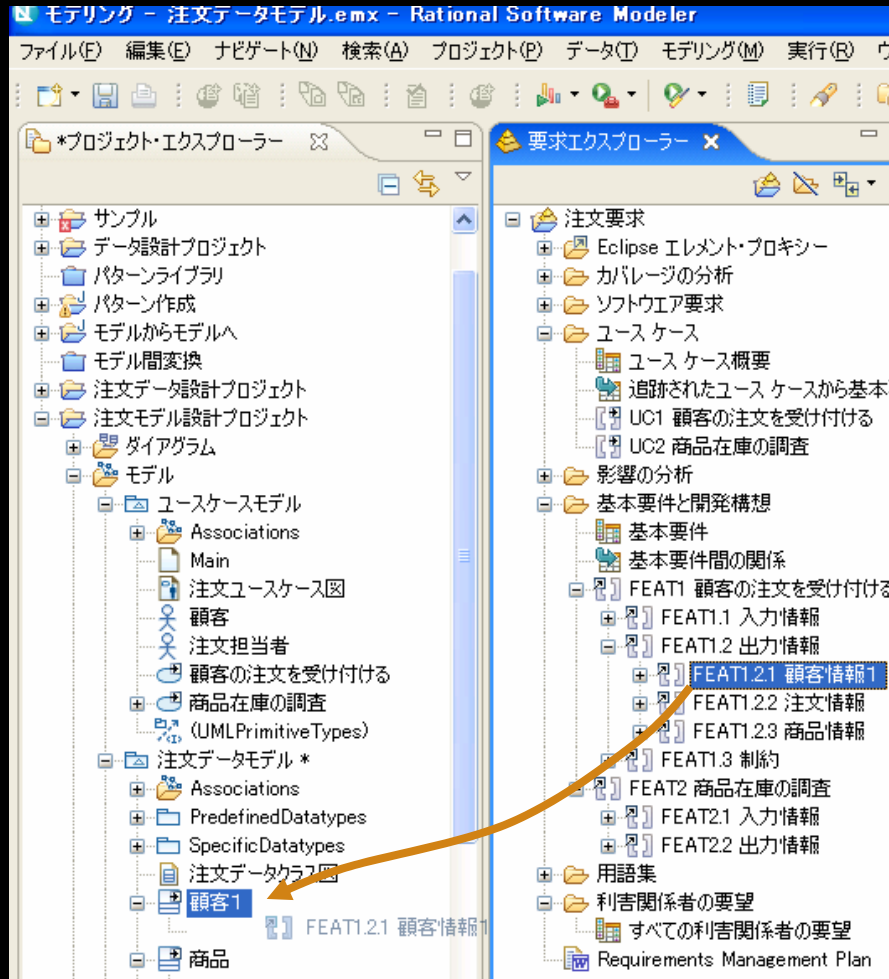 モデリング - 注文データモデル.emx - Rational Software Modeler
ファイル(F) 編集(E) ナビゲート(N) 検索(A) プロジェクト(P) データ(T) モデリング(M) 実行(R)
*プロジェクト・エクスプローラー
サンプル
データ設計プロジェクト
パターンライブラリ
パターン作成
モデルからモデルへ
モデル間変換
注文データ設計プロジェクト
注文モデル設計プロジェクト
ダイアグラム
モデル
ユースケースモデル
Associations
Main
注文ユースケース図
顧客
注文担当者
顧客の注文を受け付ける
商品在庫の調査
(UMLPrimitiveTypes)
注文データモデル *
Associations
PredefinedDatatypes
SpecificDatatypes
注文データクラス図
顧客1
FEAT1.2.1 顧客情報1
商品
要求エクスプローラー
注文要求
Eclipse エレメント・プロキシー
カバレージの分析
ソフトウエア要求
ユース ケース
ユース ケース概要
追跡されたユース ケースから基本
UC1 顧客の注文を受け付ける
UC2 商品在庫の調査
影響の分析
基本要件と開発構想
基本要件
基本要件間の関係
FEAT1 顧客の注文を受け付ける
FEAT1.1 入力情報
FEAT1.2 出力情報
FEAT1.2.1 顧客情報1
FEAT1.2.2 注文情報
FEAT1.2.3 商品情報
FEAT1.3 制約
FEAT2 商品在庫の調査
FEAT2.1 入力情報
FEAT2.2 出力情報
用語集
利害関係者の要望
すべての利害関係者の要望
Requirements Management Plan